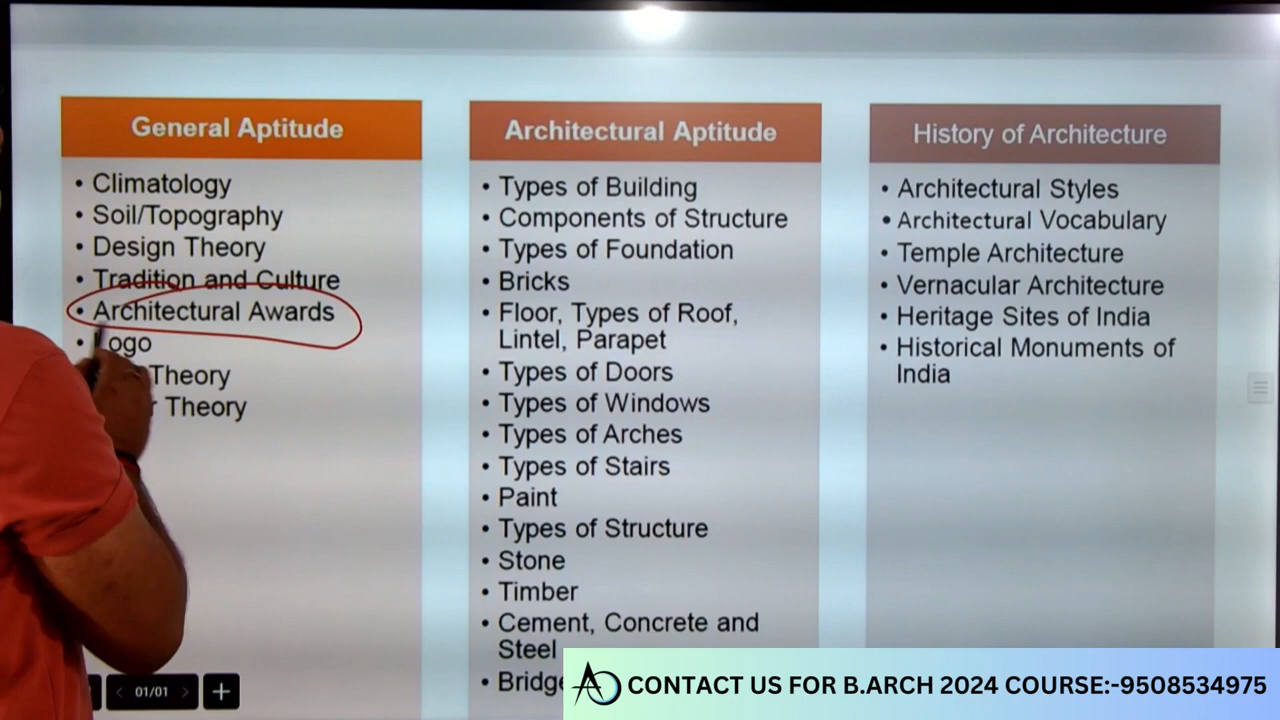 General Aptitude
• Climatology
• Soil/Topography
• Design Theory
• Tradition and Culture
• Architectural Awards
• Logo
Theory
Theory
Architectural Aptitude
• Types of Building
• Components of Structure
• Types of Foundation
• Bricks
• Floor, Types of Roof,
Lintel, Parapet
• Types of Doors
• Types of Windows
• Types of Arches
• Types of Stairs
• Paint
• Types of Structure
• Stone
• Timber
• Cement, Concrete and
Steel
• Bridge
History of Architecture
• Architectural Styles
• Architectural Vocabulary
• Temple Architecture
• Vernacular Architecture
• Heritage Sites of India
• Historical Monuments of
India
01/01
CONTACT US FOR B.ARCH 2024 COURSE:-9508534975